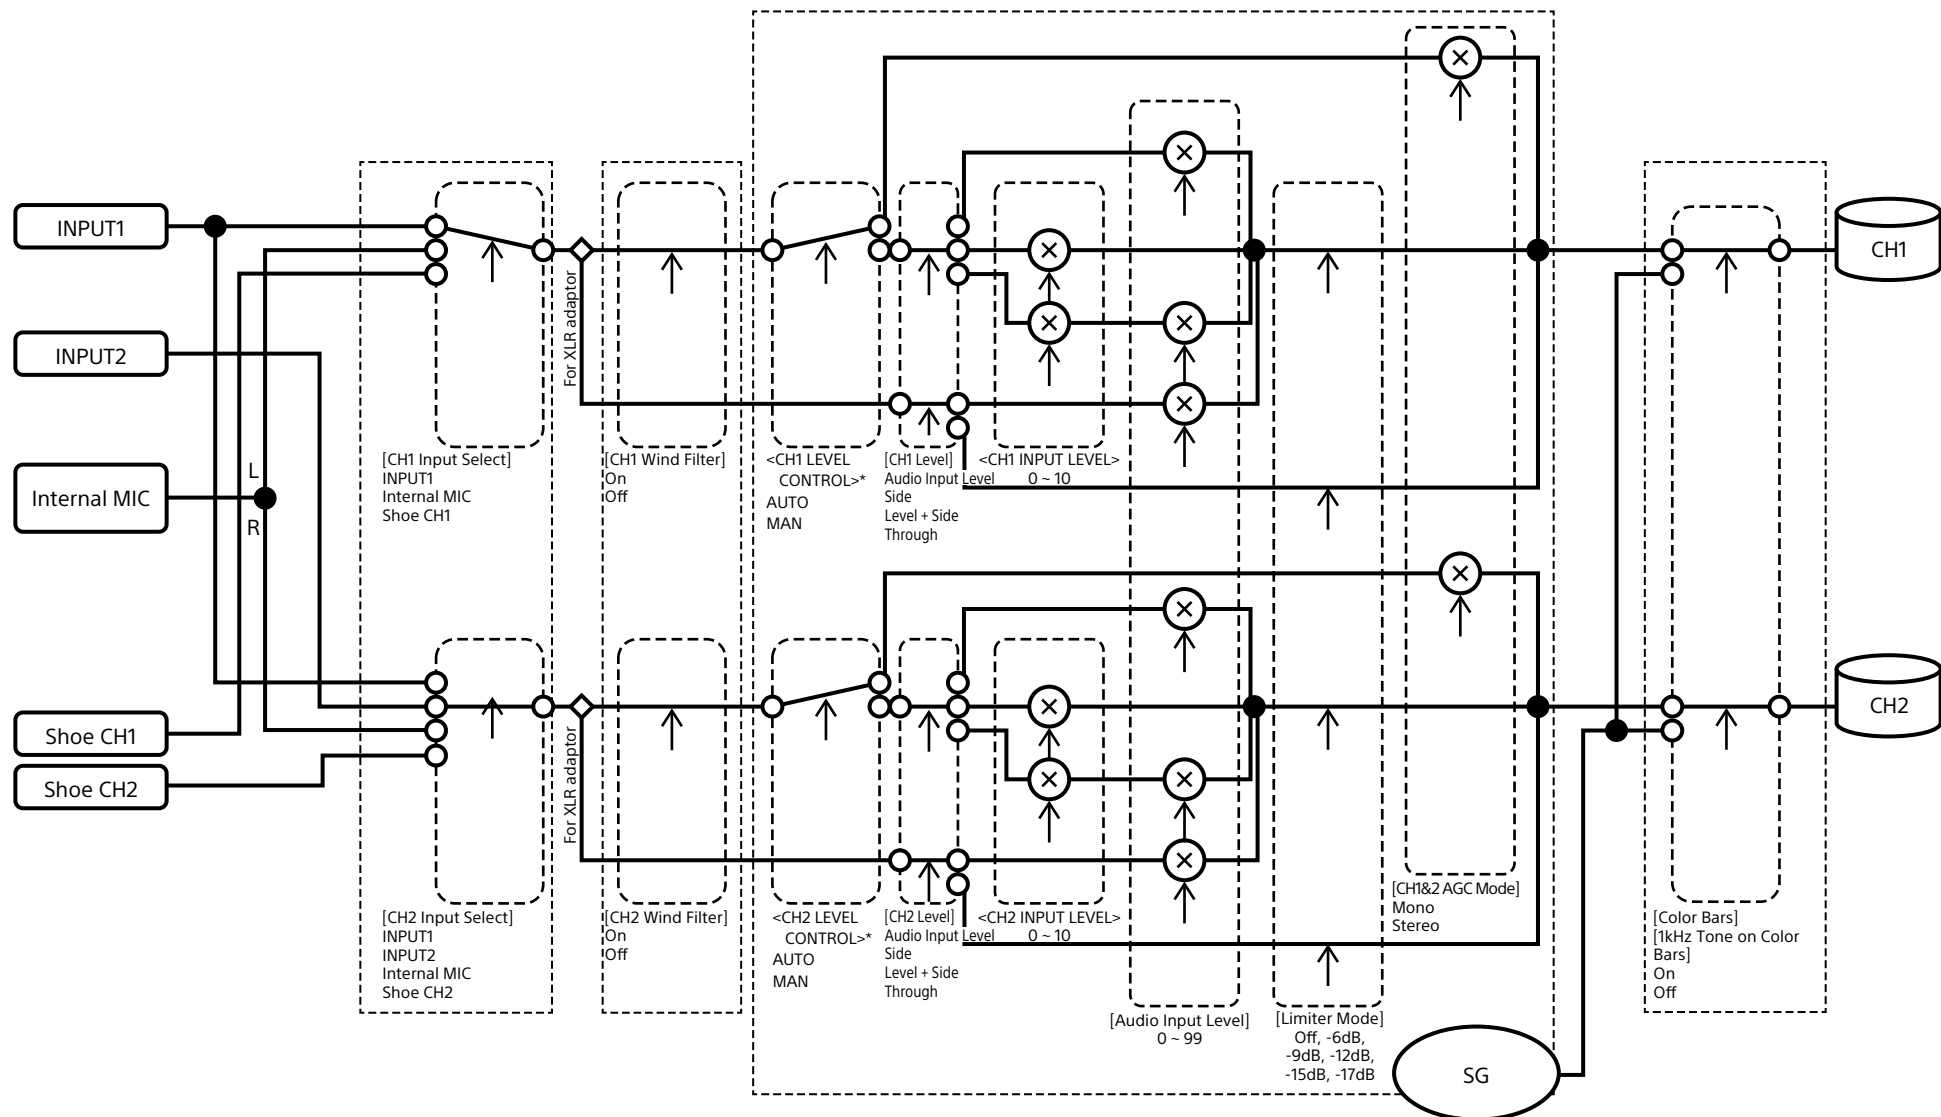 INPUT1
INPUT2
Internal MIC
L
R
Shoe CH1
Shoe CH2
[CH1 Input Select]
INPUT1
Internal MIC
Shoe CH1
For XLR adaptor
[CH1 Wind Filter]
On
Off
<CH1 LEVEL
CONTROL>*
AUTO
MAN
[CH1 Level]
Audio Input Level
Side
Level + Side
Through
<CH1 INPUT LEVEL>
0 ~ 10
CH1
[CH2 Input Select]
INPUT1
INPUT2
Internal MIC
Shoe CH2
For XLR adaptor
[CH2 Wind Filter]
On
Off
<CH2 LEVEL
CONTROL>*
AUTO
MAN
[CH2 Level]
Audio Input Level
Side
Level + Side
Through
<CH2 INPUT LEVEL>
0 ~ 10
[Audio Input Level]
0 ~ 99
[Limiter Mode]
Off, -6dB,
-9dB, -12dB,
-15dB, -17dB
[CH1&2 AGC Mode]
Mono
Stereo
SG
[Color Bars]
[1kHz Tone on Color
Bars]
On
Off
CH2